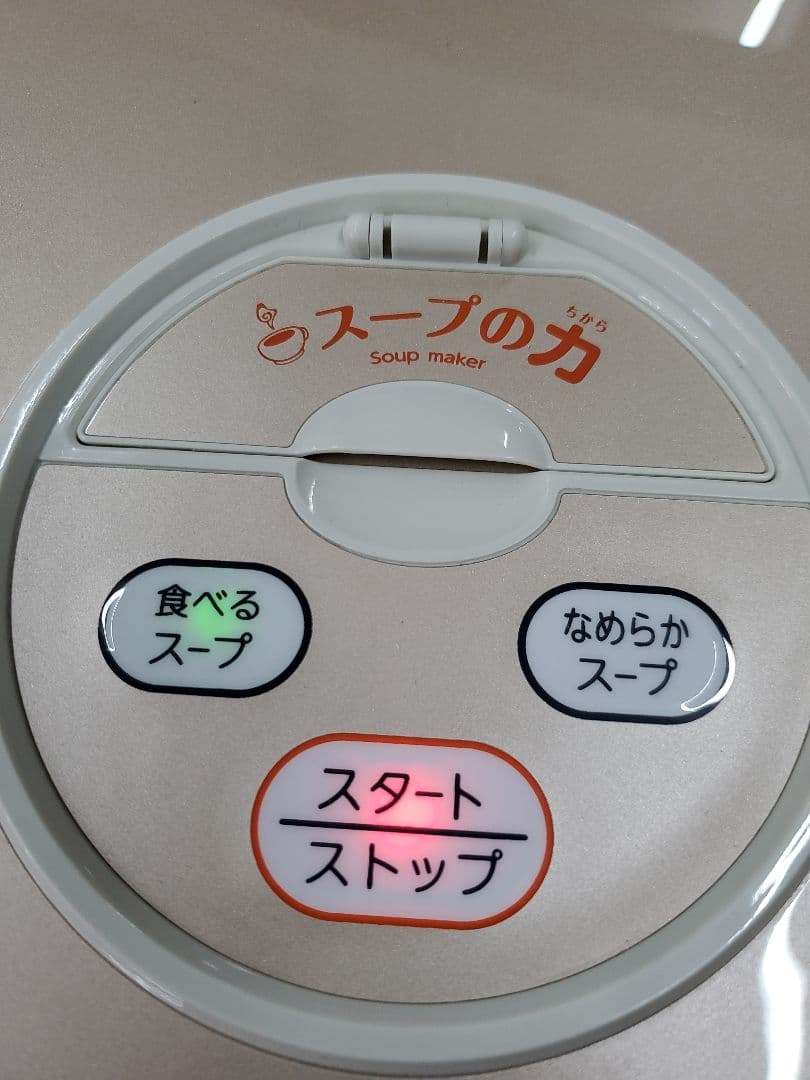 ちから
スープの力
Soup maker
食べる
スープ
なめらか
スープ
スタート
ストップ